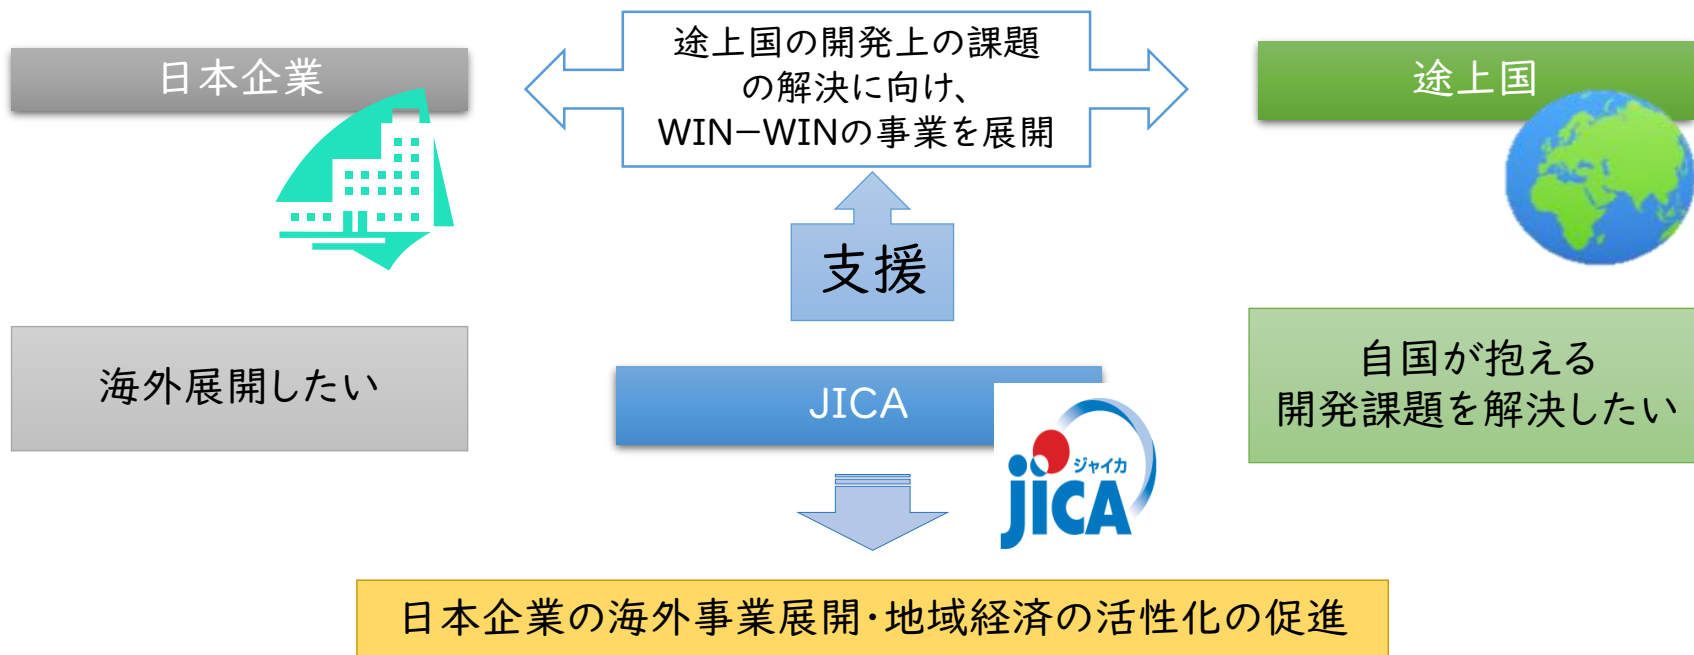 日本企業
途上国の開発上の課題
の解決に向け、
WIN−WINの事業を展開
途上国
支援
海外展開したい
JICA
自国が抱える
開発課題を解決したい
ジャイカ
jICA
日本企業の海外事業展開・地域経済の活性化の促進